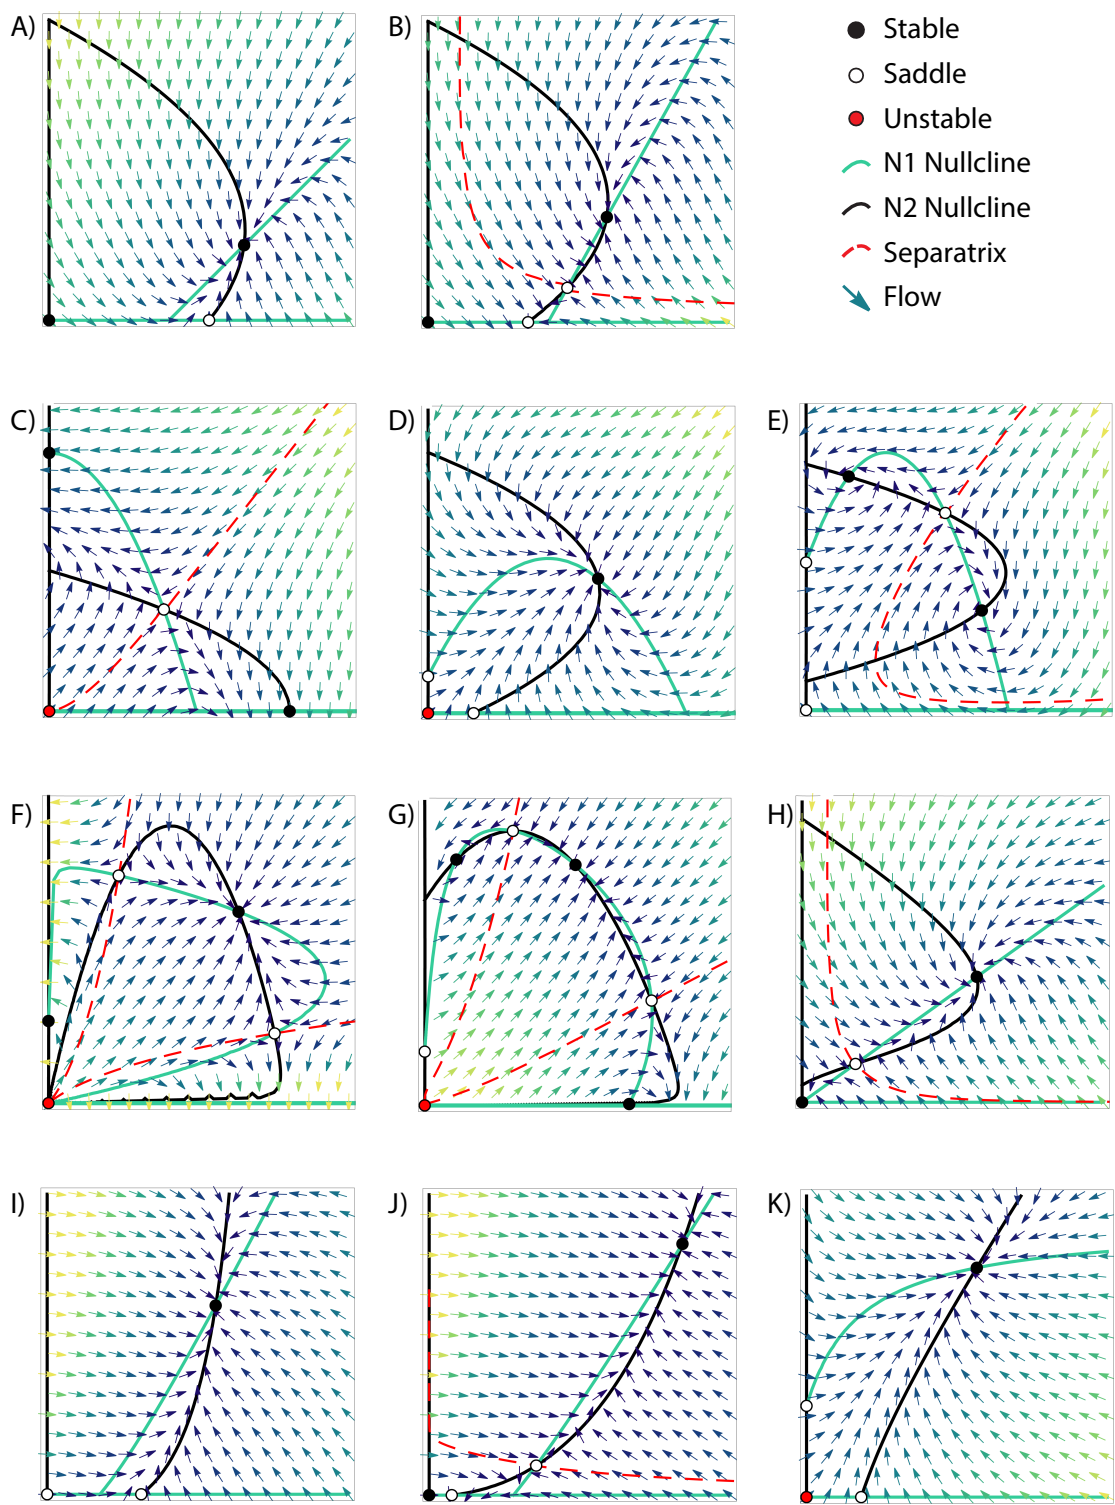 A)
B)
Stable
Saddle
Unstable
N1 Nullcline
N2 Nullcline
Separatrix
Flow
C)
D)
E)
F)
G)
H)
I)
J)
K)